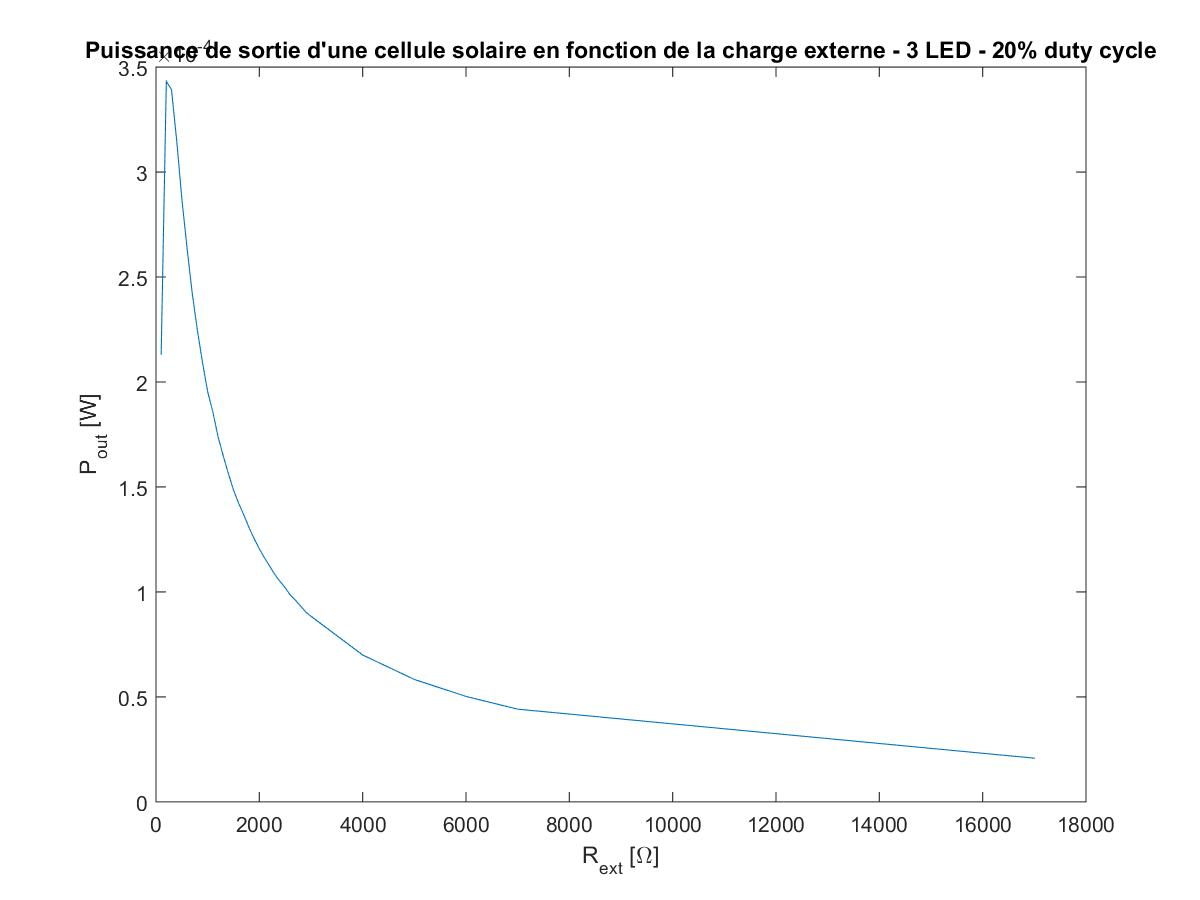 Puissance de sortie d'une cellule solaire en fonction de la charge externe - 3 LED - 20% duty cycle
×10-4
3.5
3
2.5
2
1.5
1
0.5
0
P_out [W]
0 2000 4000 6000 8000 10000 12000 14000 16000 18000
R_ext [Ω]